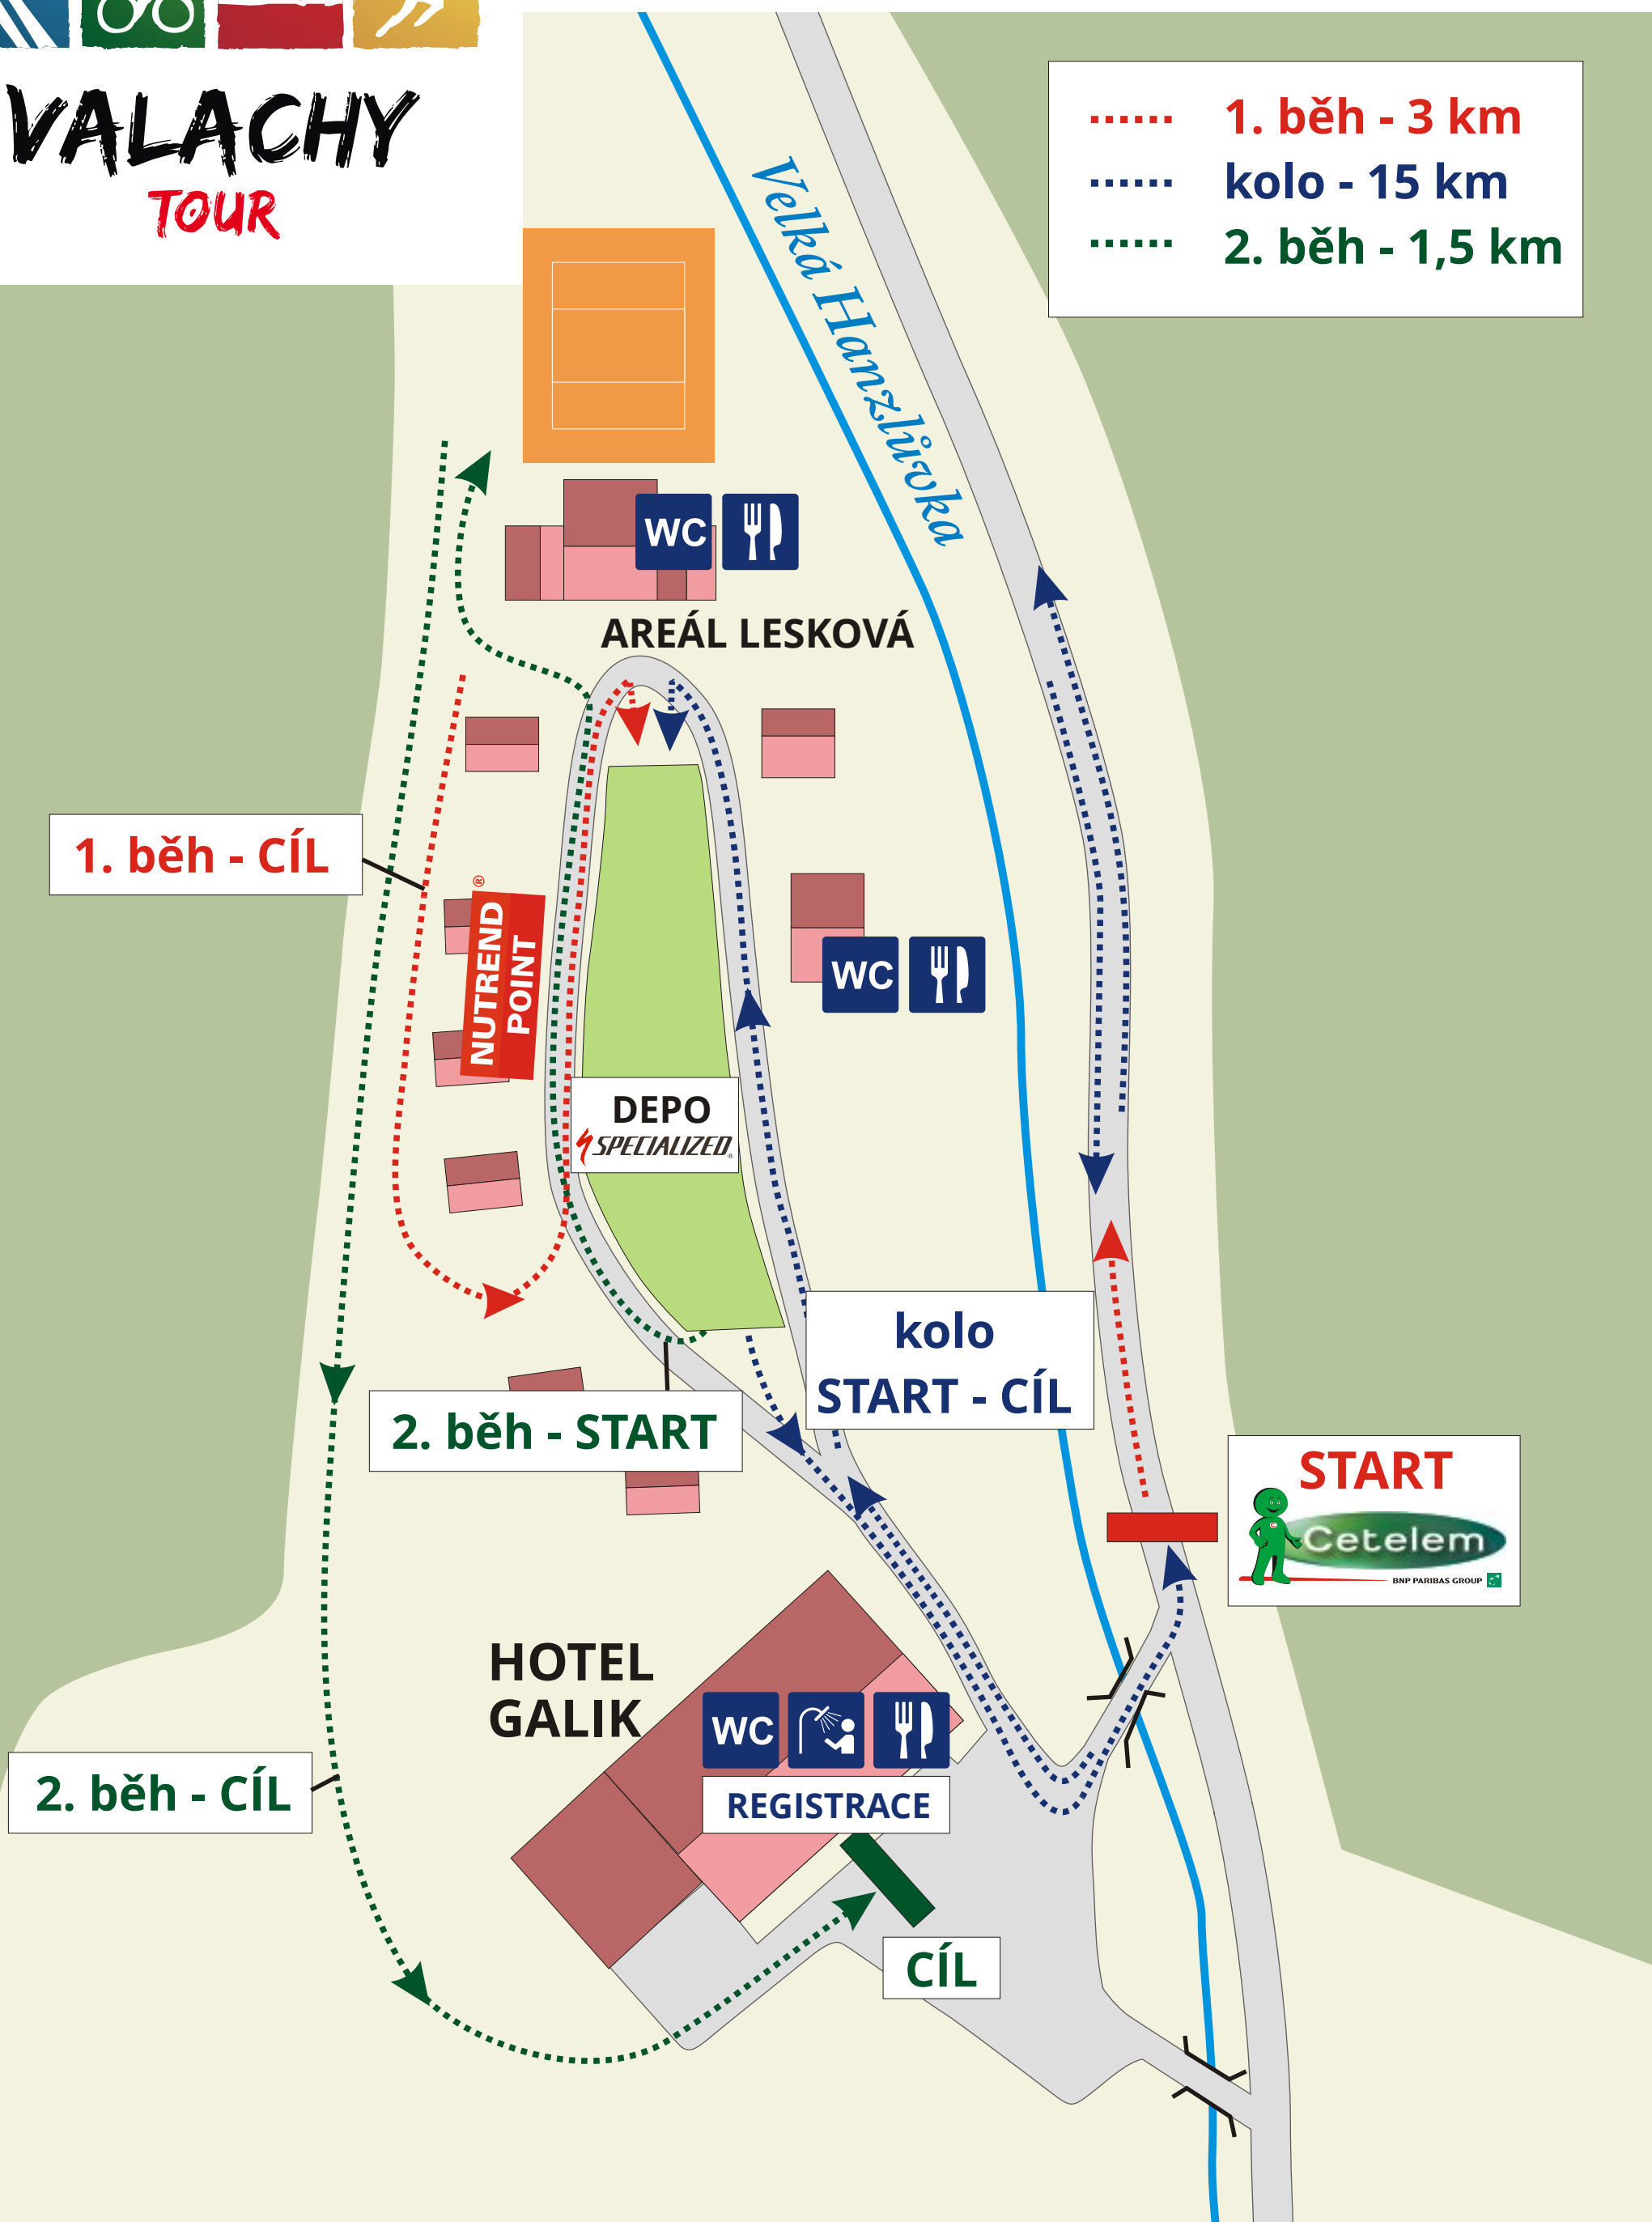 VALACHY
TOUR
1. běh - 3 km
kolo - 15 km
2. běh - 1,5 km
Velká Hanzlůvka
WC
AREÁL LESKOVÁ
1. běh - CÍL
NUTREND®
POINT
WC
DEPO
SPECIALIZED®
kolo
START - CÍL
2. běh - START
START
Cetelem
BNP PARIBAS GROUP
HOTEL
GALIK
WC
REGISTRACE
2. běh - CÍL
CÍL